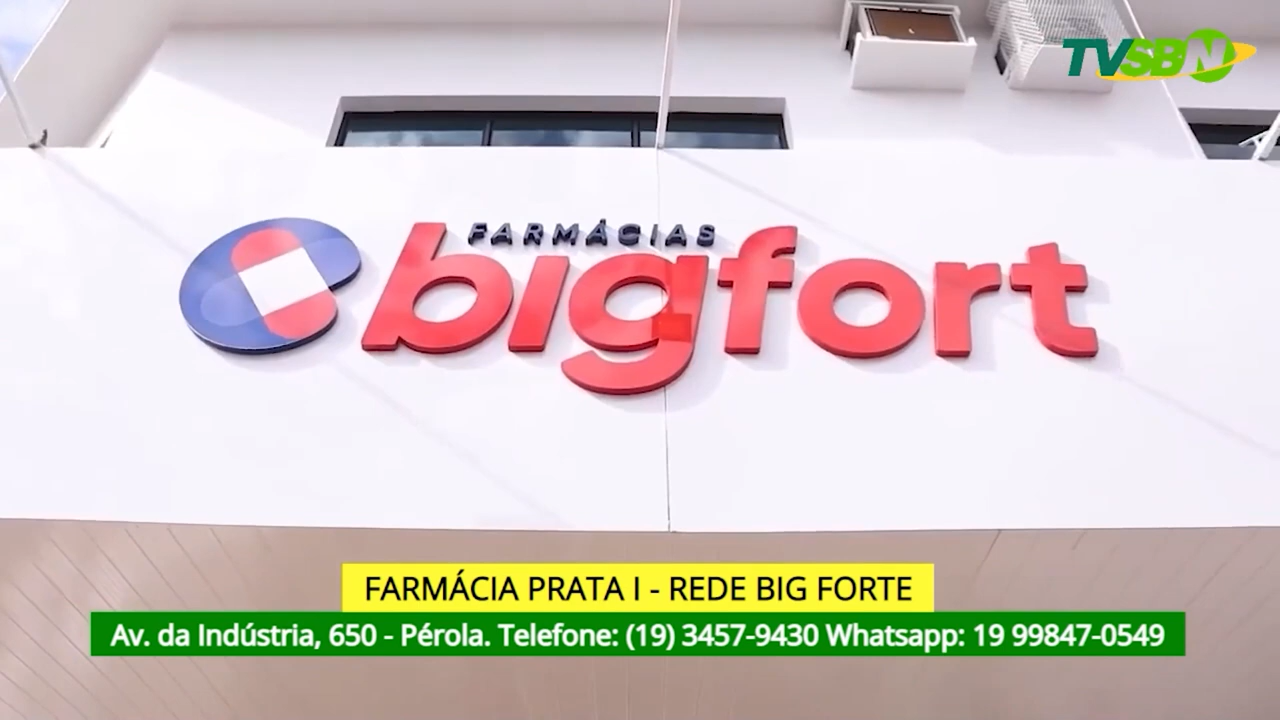 TVSBN
FARMÁCIAS
bigfort
FARMÁCIA PRATA I - REDE BIG FORTE
Av. da Indústria, 650 - Pérola. Telefone: (19) 3457-9430 Whatsapp: 19 99847-0549